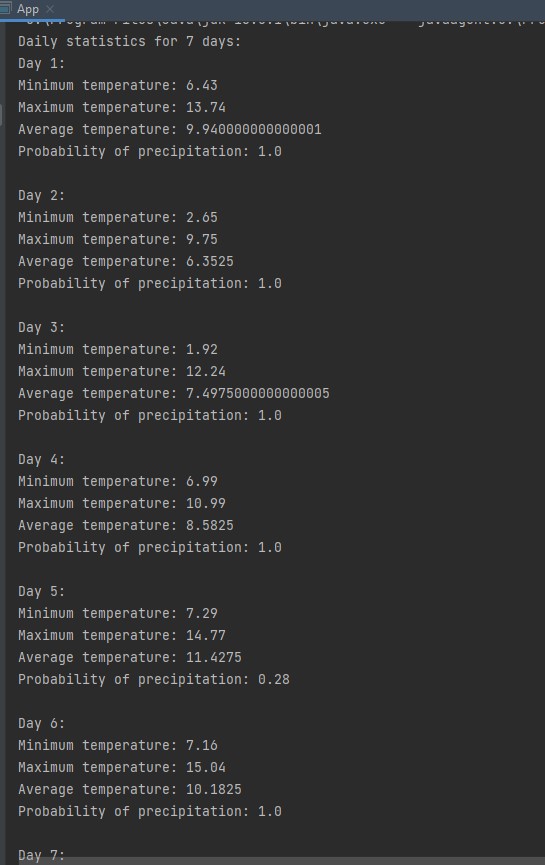 App
Daily statistics for 7 days:
Day 1:
Minimum temperature: 6.43
Maximum temperature: 13.74
Average temperature: 9.940000000000001
Probability of precipitation: 1.0
Day 2:
Minimum temperature: 2.65
Maximum temperature: 9.75
Average temperature: 6.3525
Probability of precipitation: 1.0
Day 3:
Minimum temperature: 1.92
Maximum temperature: 12.24
Average temperature: 7.4975000000000005
Probability of precipitation: 1.0
Day 4:
Minimum temperature: 6.99
Maximum temperature: 10.99
Average temperature: 8.5825
Probability of precipitation: 1.0
Day 5:
Minimum temperature: 7.29
Maximum temperature: 14.77
Average temperature: 11.4275
Probability of precipitation: 0.28
Day 6:
Minimum temperature: 7.16
Maximum temperature: 15.04
Average temperature: 10.1825
Probability of precipitation: 1.0
Day 7: